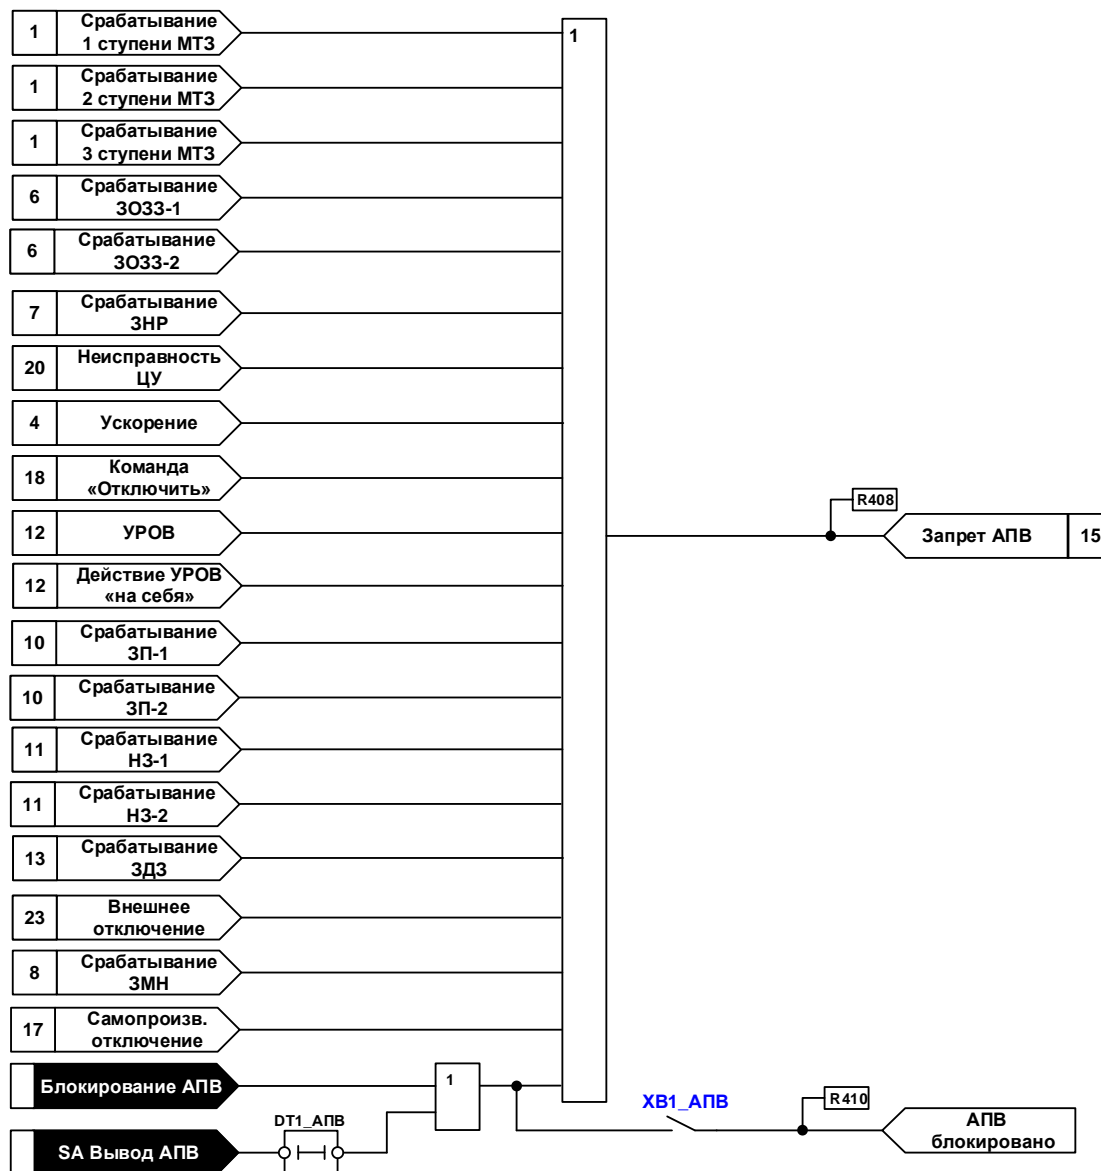 1
Срабатывание
1 ступени МТЗ
1
1
Срабатывание
2 ступени МТЗ
1
Срабатывание
3 ступени МТЗ
6
Срабатывание
ЗОЗЗ-1
6
Срабатывание
ЗОЗЗ-2
7
Срабатывание
ЗНР
20
Неисправность
ЦУ
4
Ускорение
18
Команда
«Отключить»
R408
12
УРОВ
Запрет АПВ
15
12
Действие УРОВ
«на себя»
10
Срабатывание
ЗП-1
10
Срабатывание
ЗП-2
11
Срабатывание
НЗ-1
11
Срабатывание
НЗ-2
13
Срабатывание
ЗДЗ
23
Внешнее
отключение
8
Срабатывание
ЗМН
17
Самопроизв.
отключение
Блокирование АПВ
1
XB1_АПВ
R410
АПВ
блокировано
DT1_АПВ
SA Вывод АПВ